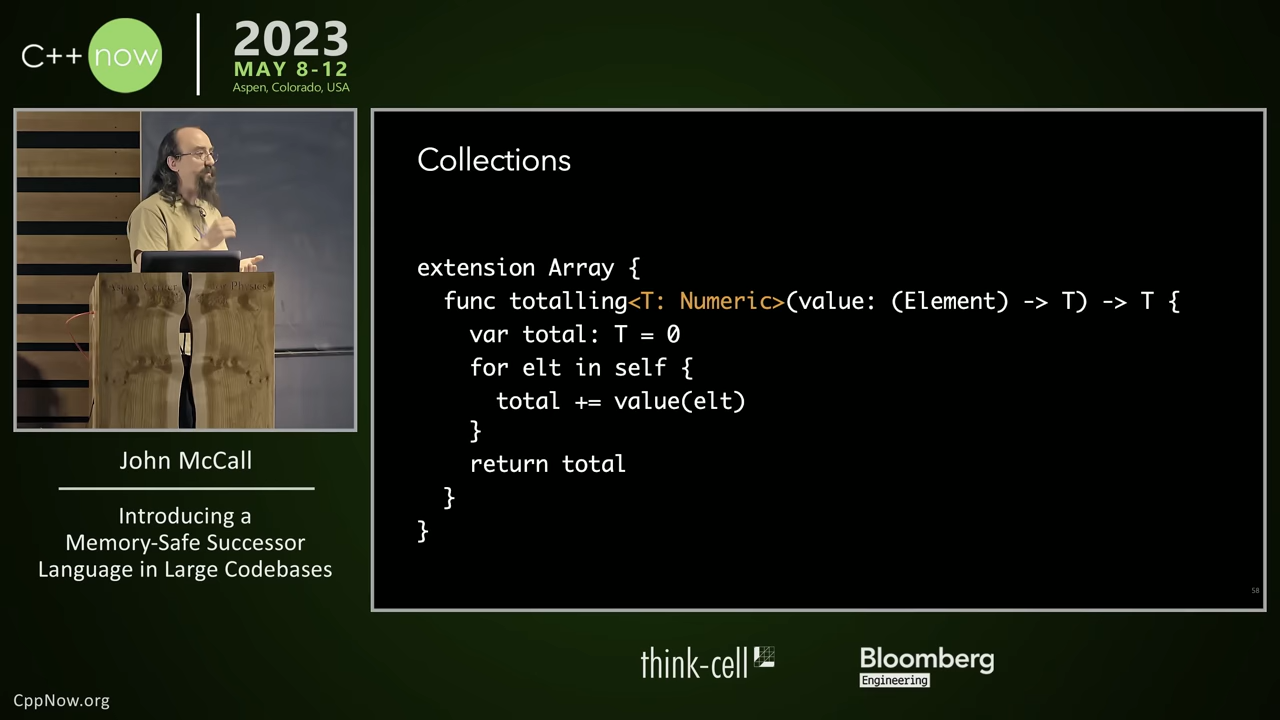 C++ now
2023
MAY 8-12
Aspen, Colorado, USA
John McCall
Introducing a
Memory-Safe Successor
Language in Large Codebases
Collections
extension Array {
func totalling<T: Numeric>(value: (Element) -> T) -> T {
var total: T = 0
for elt in self {
total += value(elt)
}
return total
}
}
58
think-cell
Bloomberg
Engineering
CppNow.org